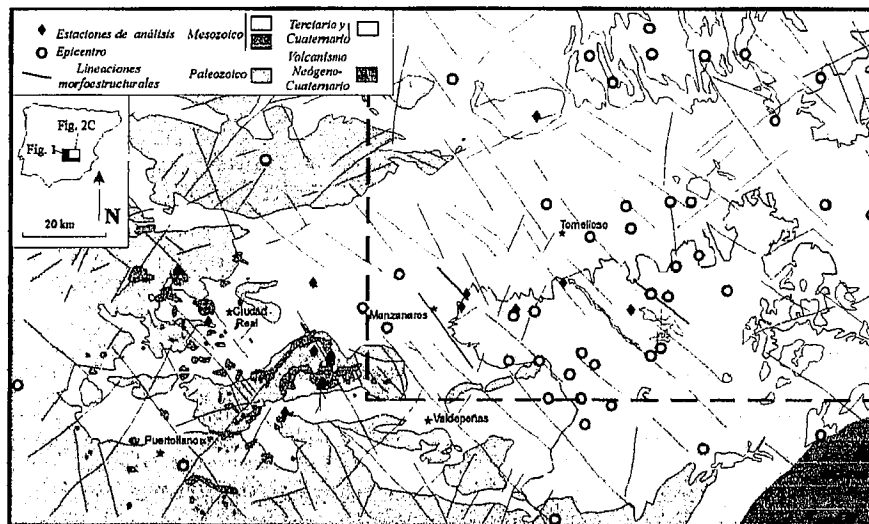 Estaciones de análisis
Epicentro
Lineaciones
morfoestructurales
Mesozoico
Paleozoico
Terciario y
Cuaternario
Volcanismo
Neógeno-
Cuaternario
Fig. 2C
Fig. 1
N
20 km
Tomelloso
Manzanares
Ciudad
Real
Valdepeñas
Puertollano